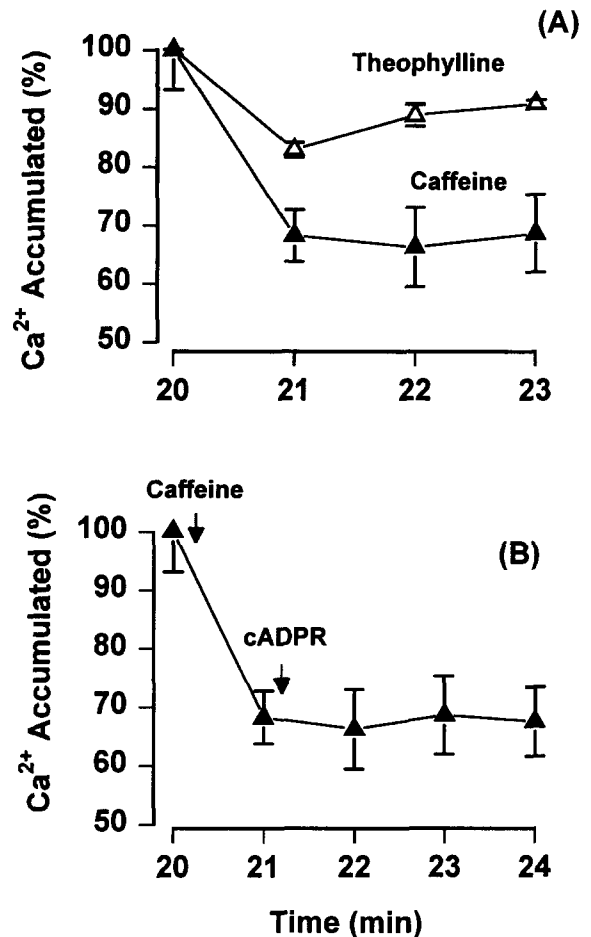 (A)
Ca²⁺ Accumulated (%)
100
90
80
70
60
50
Theophylline
Caffeine
20 21 22 23
(B)
Ca²⁺ Accumulated (%)
100
90
80
70
60
50
Caffeine
cADPR
20 21 22 23 24
Time (min)